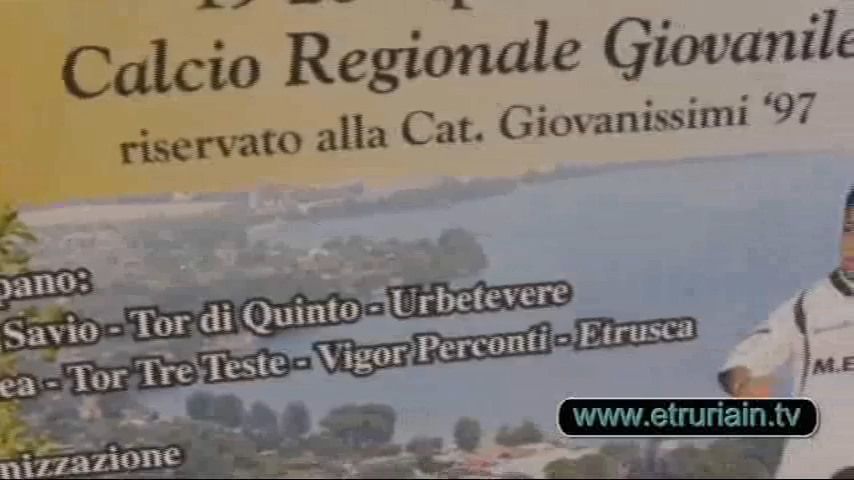 Calcio Regionale Giovanile
riservato alla Cat. Giovanissimi '97
pano:
Savio - Tor di Quinto - Urbetevere
ea - Tor Tre Teste - Vigor Perconti - Etrusca
nizzazione
M.E
www.etruriain.tv